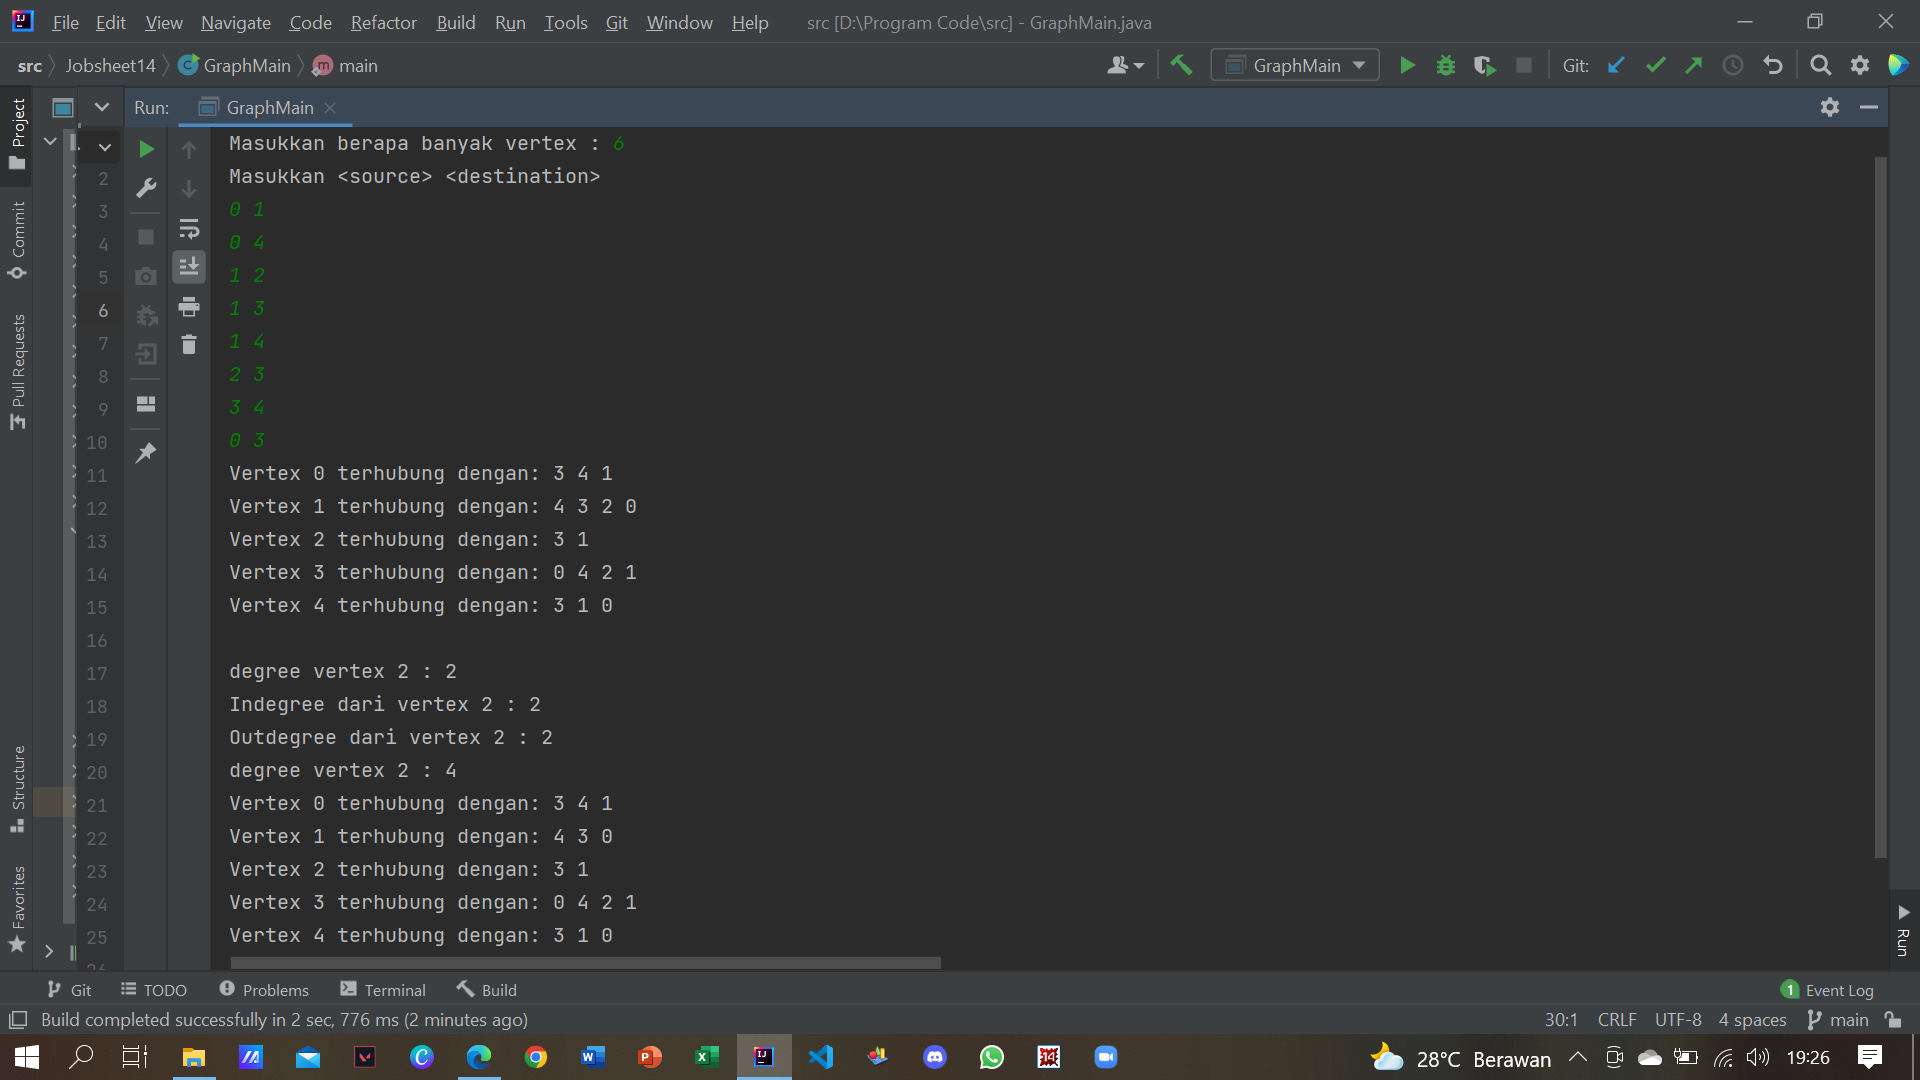 File Edit View Navigate Code Refactor Build Run Tools Git Window Help src [D:\Program Code\src] - GraphMain.java
src Jobsheet14 GraphMain main GraphMain Git:
Run: GraphMain
Project
Commit
Pull Requests
Structure
Favorites
2
3
4
5
6
7
8
9
10
11
12
13
14
15
16
17
18
19
20
21
22
23
24
25
26
Masukkan berapa banyak vertex : 6
Masukkan <source> <destination>
0 1
0 4
1 2
1 3
1 4
2 3
3 4
0 3
Vertex 0 terhubung dengan: 3 4 1
Vertex 1 terhubung dengan: 4 3 2 0
Vertex 2 terhubung dengan: 3 1
Vertex 3 terhubung dengan: 0 4 2 1
Vertex 4 terhubung dengan: 3 1 0
degree vertex 2 : 2
Indegree dari vertex 2 : 2
Outdegree dari vertex 2 : 2
degree vertex 2 : 4
Vertex 0 terhubung dengan: 3 4 1
Vertex 1 terhubung dengan: 4 3 0
Vertex 2 terhubung dengan: 3 1
Vertex 3 terhubung dengan: 0 4 2 1
Vertex 4 terhubung dengan: 3 1 0
Run
Git TODO Problems Terminal Build 1 Event Log
Build completed successfully in 2 sec, 776 ms (2 minutes ago) 30:1 CRLF UTF-8 4 spaces main
28°C Berawan 19:26